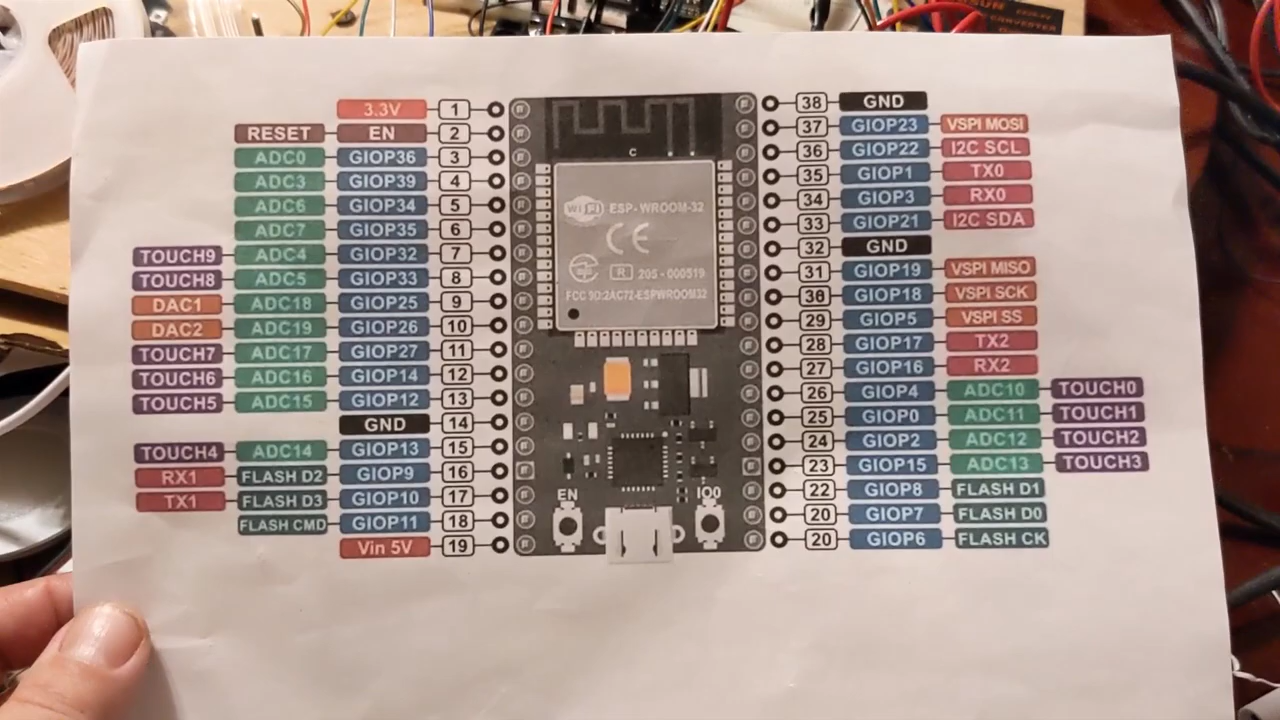 SUN
CONVERTER
3.3V 1 38 GND
RESET EN 2 37 GIOP23 VSPI MOSI
ADC0 GIOP36 3 36 GIOP22 I2C SCL
ADC3 GIOP39 4 35 GIOP1 TX0
ADC6 GIOP34 5 34 GIOP3 RX0
ADC7 GIOP35 6 33 GIOP21 I2C SDA
TOUCH9 ADC4 GIOP32 7 32 GND
TOUCH8 ADC5 GIOP33 8 31 GIOP19 VSPI MISO
DAC1 ADC18 GIOP25 9 30 GIOP18 VSPI SCK
DAC2 ADC19 GIOP26 10 29 GIOP5 VSPI SS
TOUCH7 ADC17 GIOP27 11 28 GIOP17 TX2
TOUCH6 ADC16 GIOP14 12 27 GIOP16 RX2
TOUCH5 ADC15 GIOP12 13 26 GIOP4 ADC10 TOUCH0
GND 14 25 GIOP0 ADC11 TOUCH1
TOUCH4 ADC14 GIOP13 15 24 GIOP2 ADC12 TOUCH2
RX1 FLASH D2 GIOP9 16 23 GIOP15 ADC13 TOUCH3
TX1 FLASH D3 GIOP10 17 22 GIOP8 FLASH D1
FLASH CMD GIOP11 18 20 GIOP7 FLASH D0
Vin 5V 19 20 GIOP6 FLASH CK
C
WiFi ESP-WROOM-32
CE
R 205-000519
FCC 9D:2AC72-ESPWROOM32
EN IO0